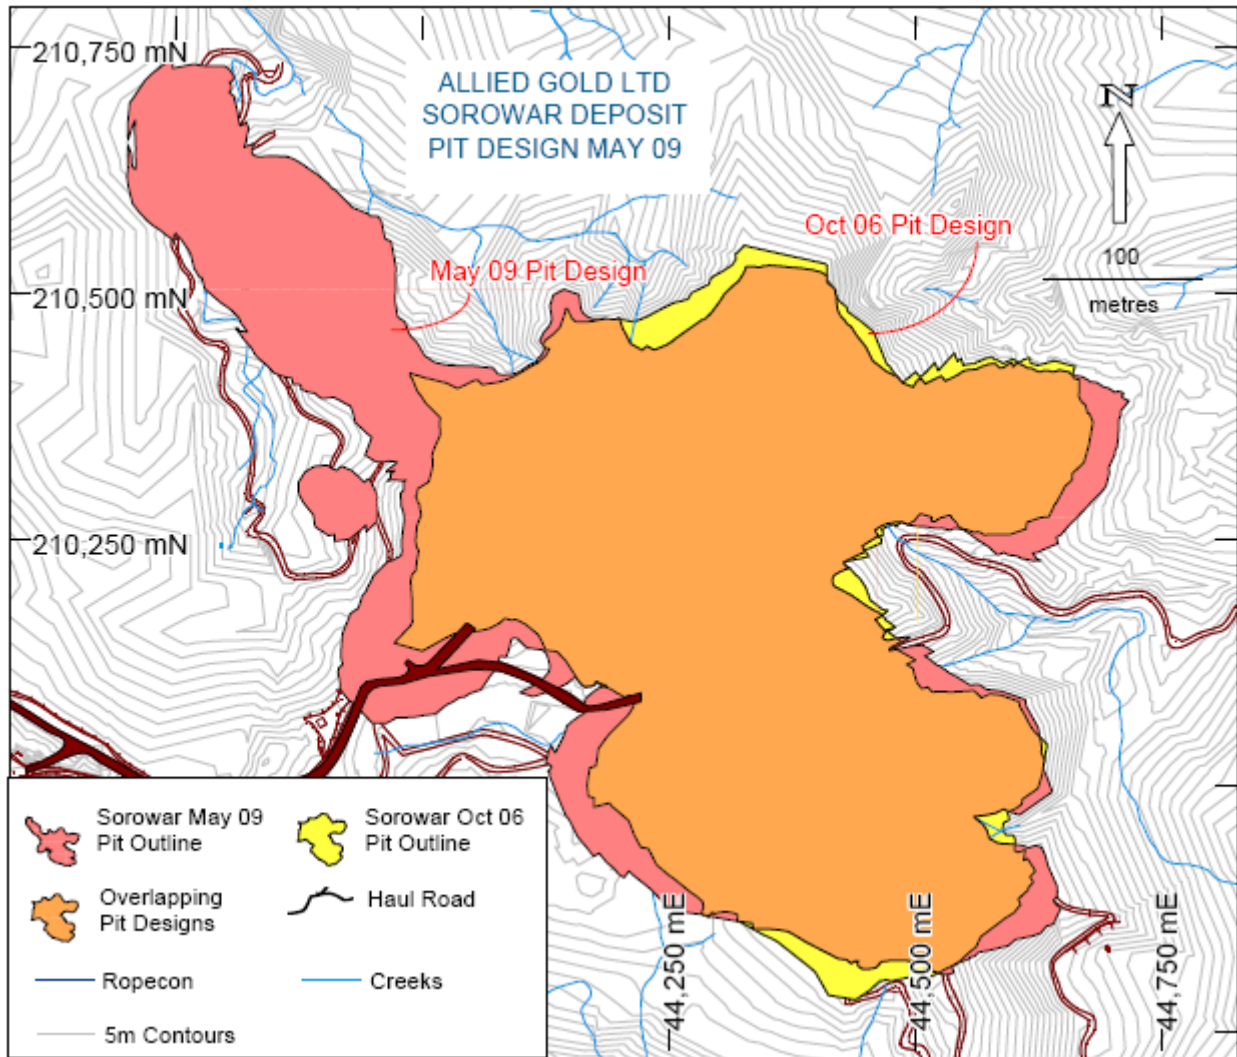 210,750 mN
ALLIED GOLD LTD
SOROWAR DEPOSIT
PIT DESIGN MAY 09
N
Oct 06 Pit Design
100
metres
May 09 Pit Design
210,500 mN
210,250 mN
Sorowar May 09
Pit Outline
Sorowar Oct 06
Pit Outline
Overlapping
Pit Designs
Haul Road
Ropecon
Creeks
5m Contours
44,250 mE
44,500 mE
44,750 mE